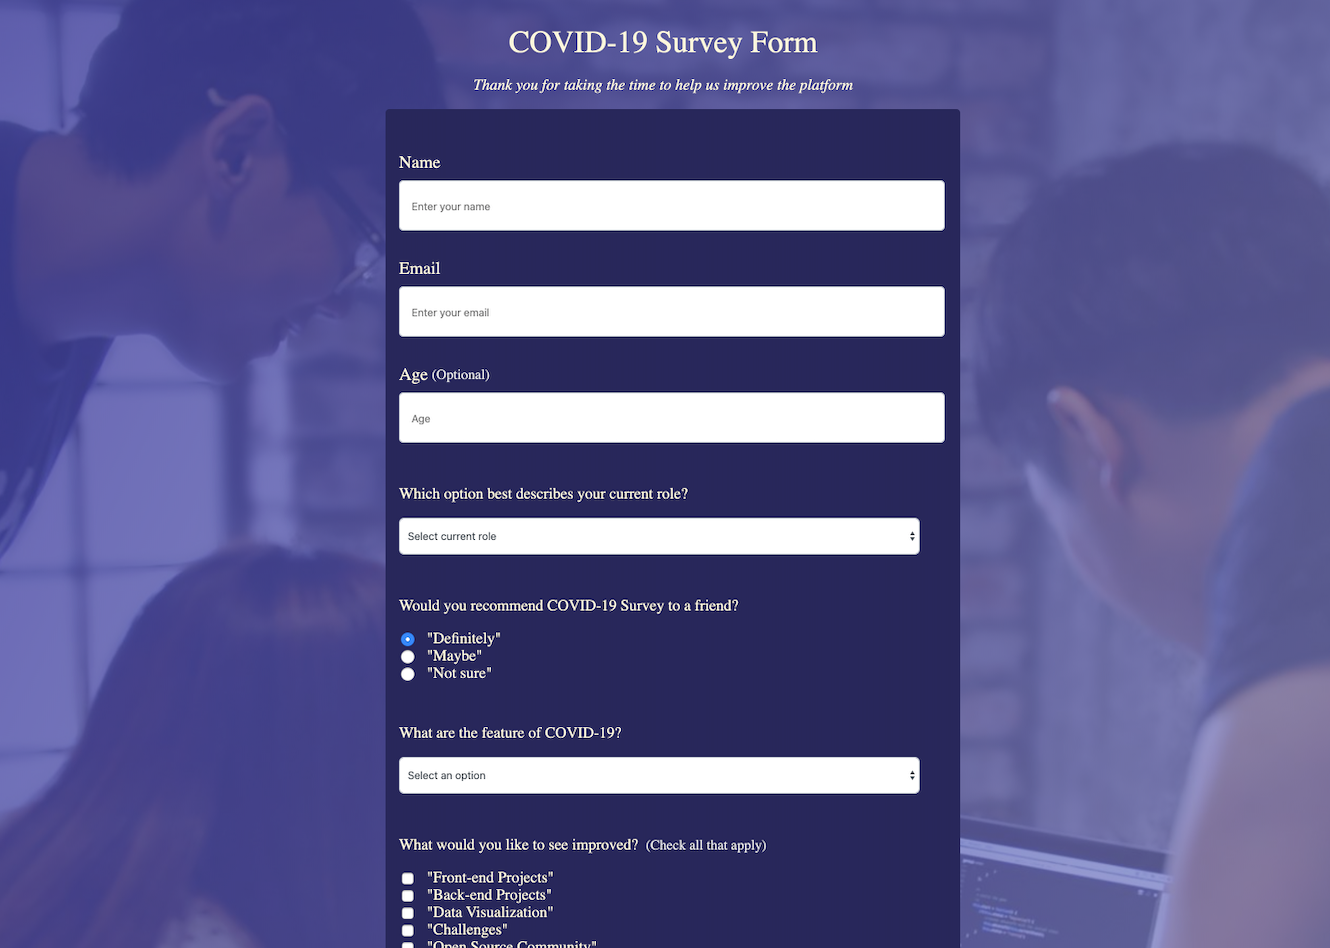 COVID-19 Survey Form
Thank you for taking the time to help us improve the platform
Name
Enter your name
Email
Enter your email
Age (Optional)
Age
Which option best describes your current role?
Select current role
Would you recommend COVID-19 Survey to a friend?
"Definitely"
"Maybe"
"Not sure"
What are the feature of COVID-19?
Select an option
What would you like to see improved? (Check all that apply)
"Front-end Projects"
"Back-end Projects"
"Data Visualization"
"Challenges"
"Open Source Community"